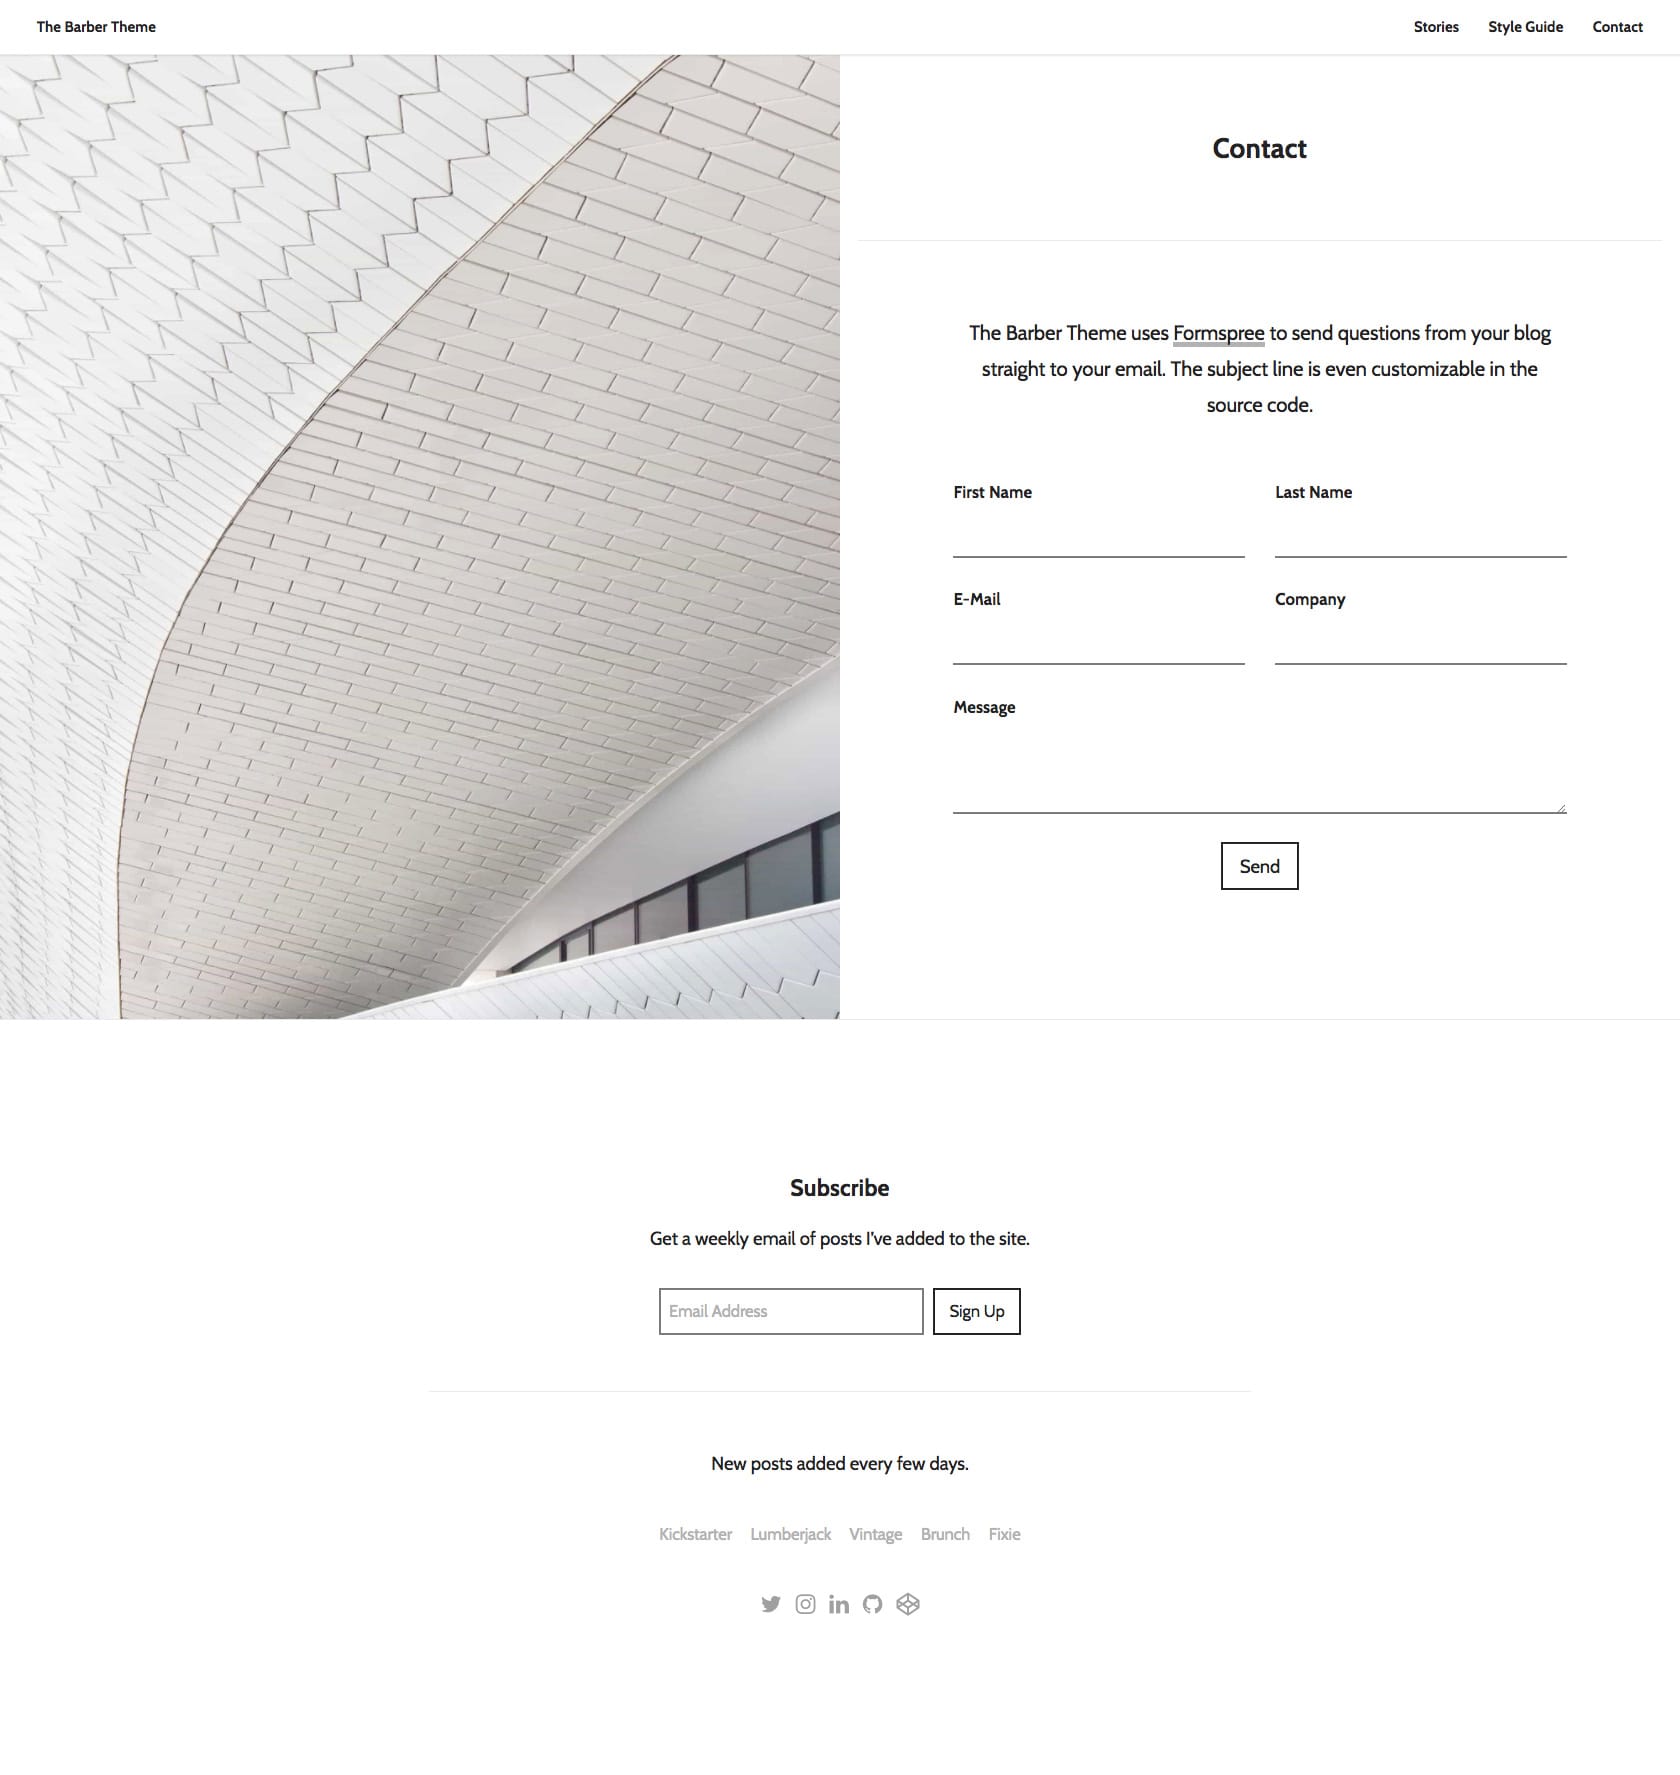 The Barber Theme
Stories Style Guide Contact
Contact
The Barber Theme uses Formspree to send questions from your blog
straight to your email. The subject line is even customizable in the
source code.
First Name
Last Name
E-Mail
Company
Message
Send
Subscribe
Get a weekly email of posts I've added to the site.
Email Address
Sign Up
New posts added every few days.
Kickstarter Lumberjack Vintage Brunch Fixie